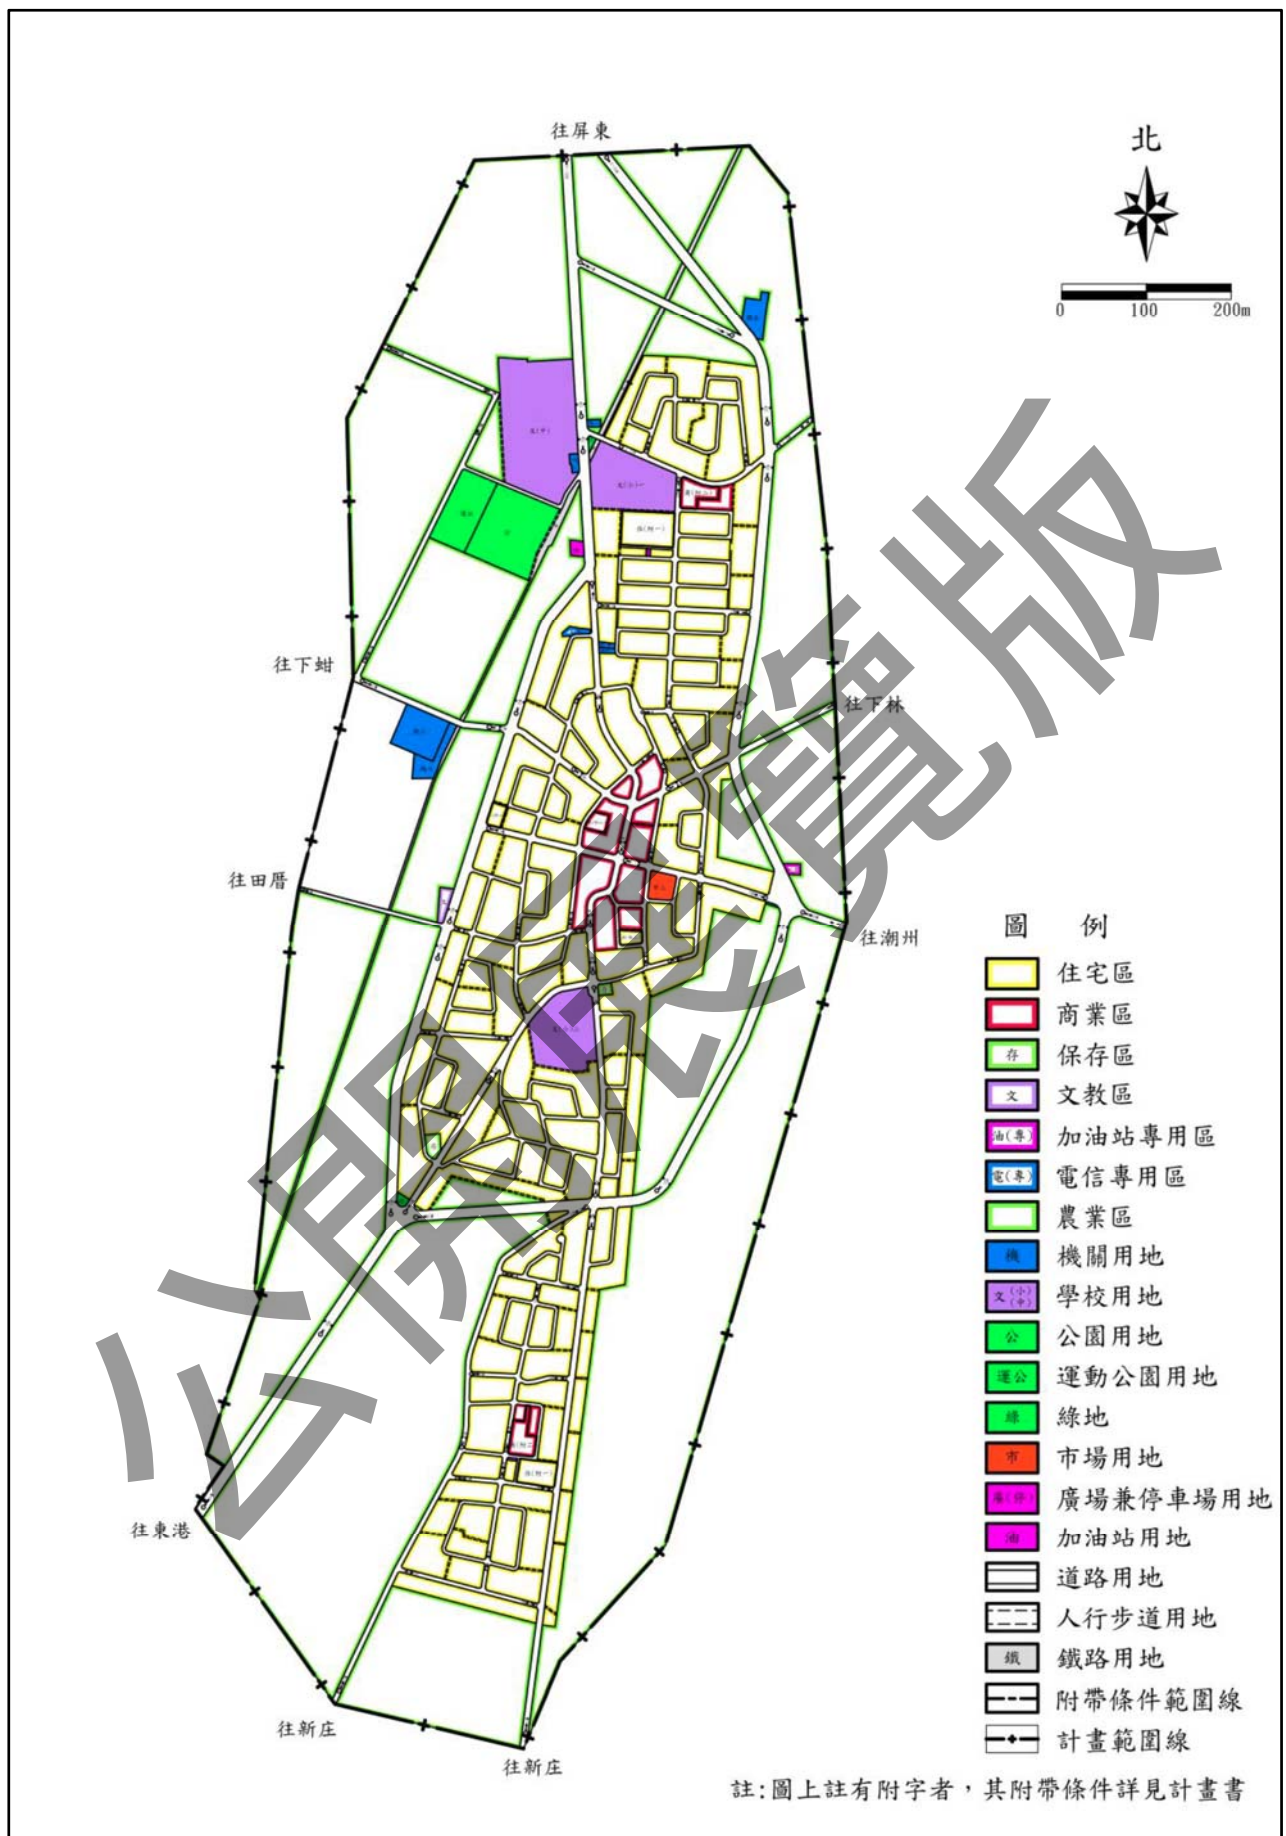 往屏東
北
0 100 200m
往下蚶
往下林
往田厝
往潮州
往東港
往新庄
往新庄
圖 例
住宅區
商業區
存 保存區
文 文教區
油(專) 加油站專用區
電(專) 電信專用區
農業區
機 機關用地
文(小)(中) 學校用地
公 公園用地
運公 運動公園用地
綠 綠地
市 市場用地
廣(停) 廣場兼停車場用地
油 加油站用地
道路用地
人行步道用地
鐵 鐵路用地
附帶條件範圍線
計畫範圍線
註:圖上註有附字者，其附帶條件詳見計畫書
公開展覽版